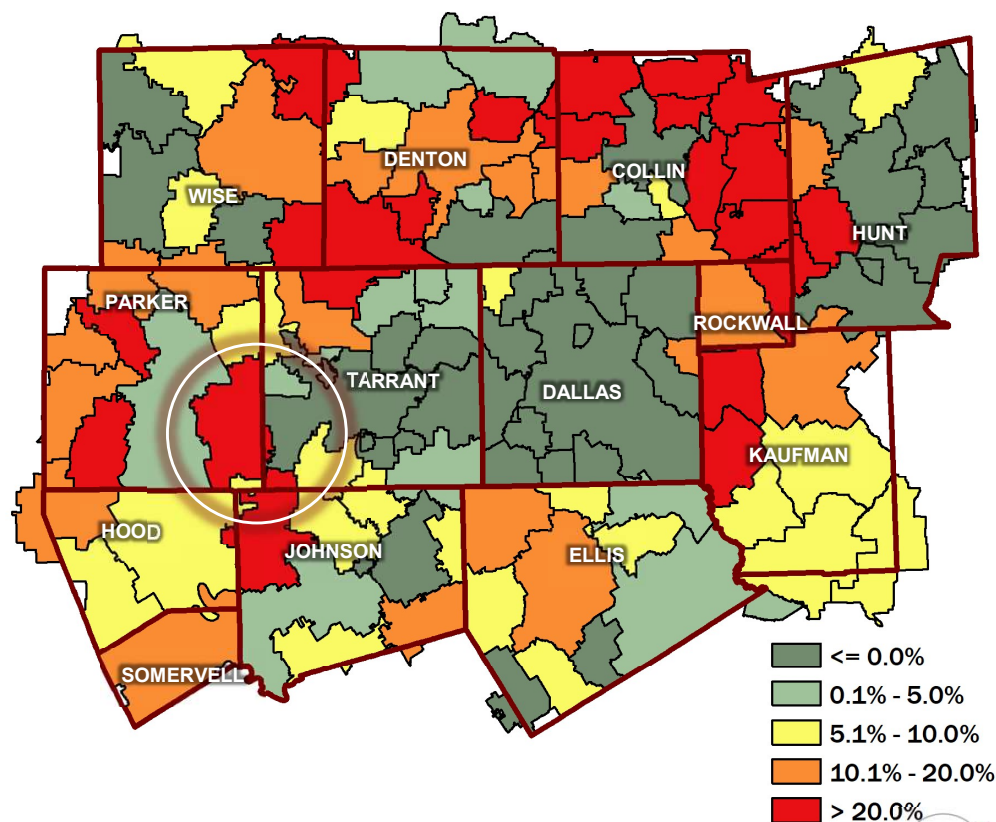 DENTON
COLLIN
WISE
HUNT
PARKER
ROCKWALL
TARRANT
DALLAS
KAUFMAN
HOOD
JOHNSON
ELLIS
SOMERVELL
<= 0.0%
0.1% - 5.0%
5.1% - 10.0%
10.1% - 20.0%
> 20.0%